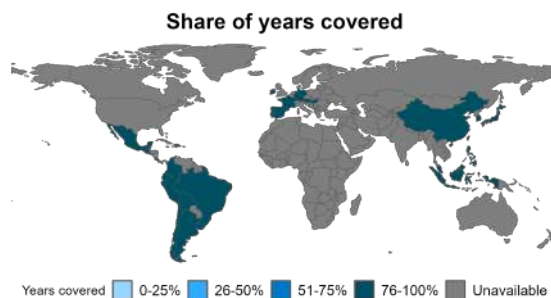 Share of years covered
Years covered 0-25% 26-50% 51-75% 76-100% Unavailable